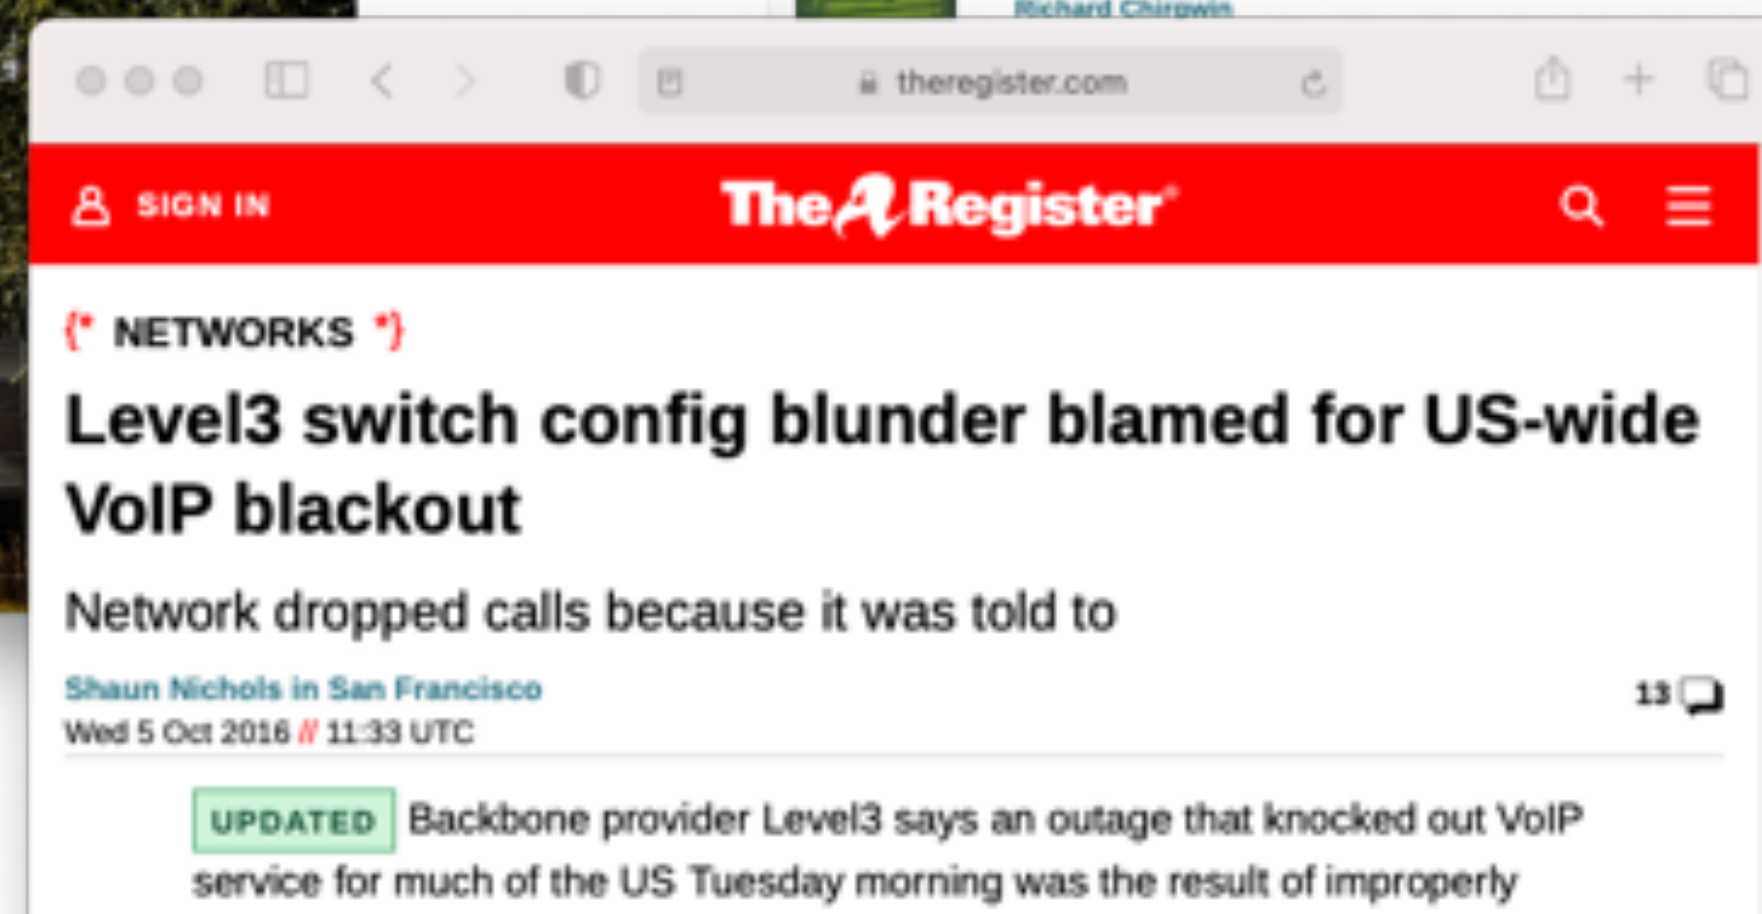 Richard Chirgwin
theregister.com
SIGN IN
The Register®
{* NETWORKS *}
Level3 switch config blunder blamed for US-wide
VoIP blackout
Network dropped calls because it was told to
Shaun Nichols in San Francisco
13
Wed 5 Oct 2016 // 11:33 UTC
UPDATED Backbone provider Level3 says an outage that knocked out VoIP
service for much of the US Tuesday morning was the result of improperly